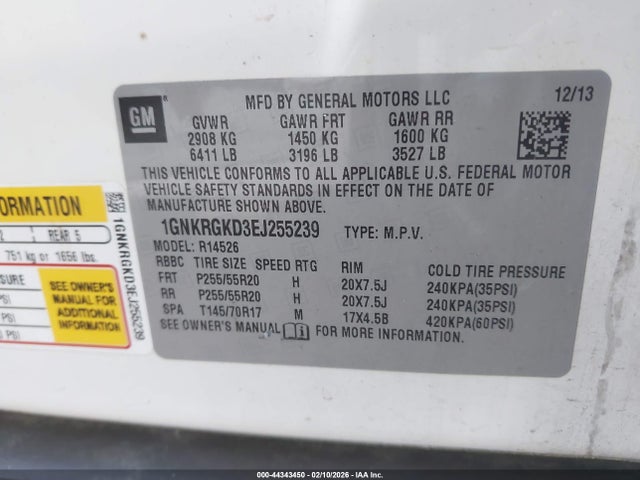 GM
MFD BY GENERAL MOTORS LLC 12/13
GVWR GAWR FRT GAWR RR
2908 KG 1450 KG 1600 KG
6411 LB 3196 LB 3527 LB
THIS VEHICLE CONFORMS TO ALL APPLICABLE U.S. FEDERAL MOTOR
VEHICLE SAFETY STANDARDS IN EFFECT ON THE DATE OF
MANUFACTURE SHOWN ABOVE.
1GNKRGKD3EJ255239 TYPE: M.P.V.
MODEL: R14526
RBBC TIRE SIZE SPEED RTG RIM COLD TIRE PRESSURE
FRT P255/55R20 H 20X7.5J 240KPA(35PSI)
RR P255/55R20 H 20X7.5J 240KPA(35PSI)
SPA T145/70R17 M 17X4.5B 420KPA(60PSI)
SEE OWNER'S MANUAL FOR MORE INFORMATION
FORMATION
2 REAR 5
751 kg or 1656 lbs.
SEE OWNER'S
MANUAL FOR
ADDITIONAL
INFORMATION
1GNKRGKD3EJ255239
000-44343450 - 02/10/2026 - IAA Inc.